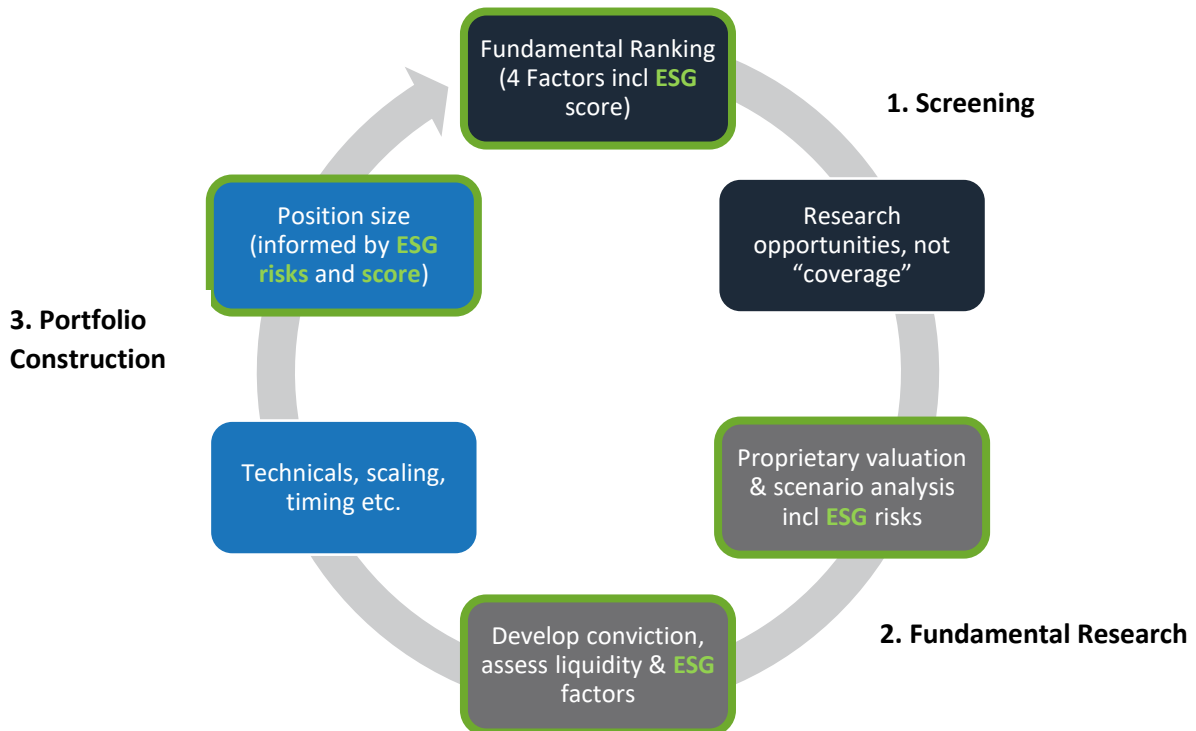 Fundamental Ranking
(4 Factors incl ESG
score)
1. Screening
Research
opportunities, not
“coverage”
Proprietary valuation
& scenario analysis
incl ESG risks
2. Fundamental Research
Develop conviction,
assess liquidity & ESG
factors
Technicals, scaling,
timing etc.
3. Portfolio
Construction
Position size
(informed by ESG
risks and score)